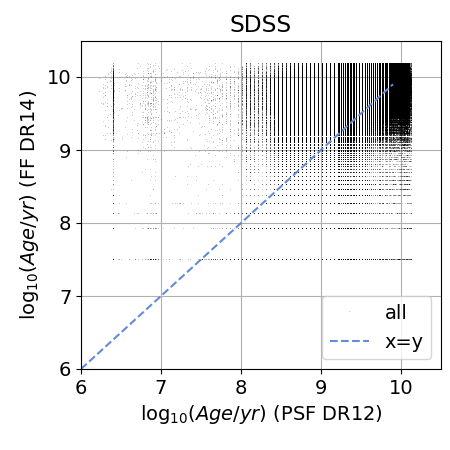 SDSS
log₁₀(Age/yr) (FF DR14)
10
9
8
7
6
6 7 8 9 10
all
x=y
log₁₀(Age/yr) (PSF DR12)